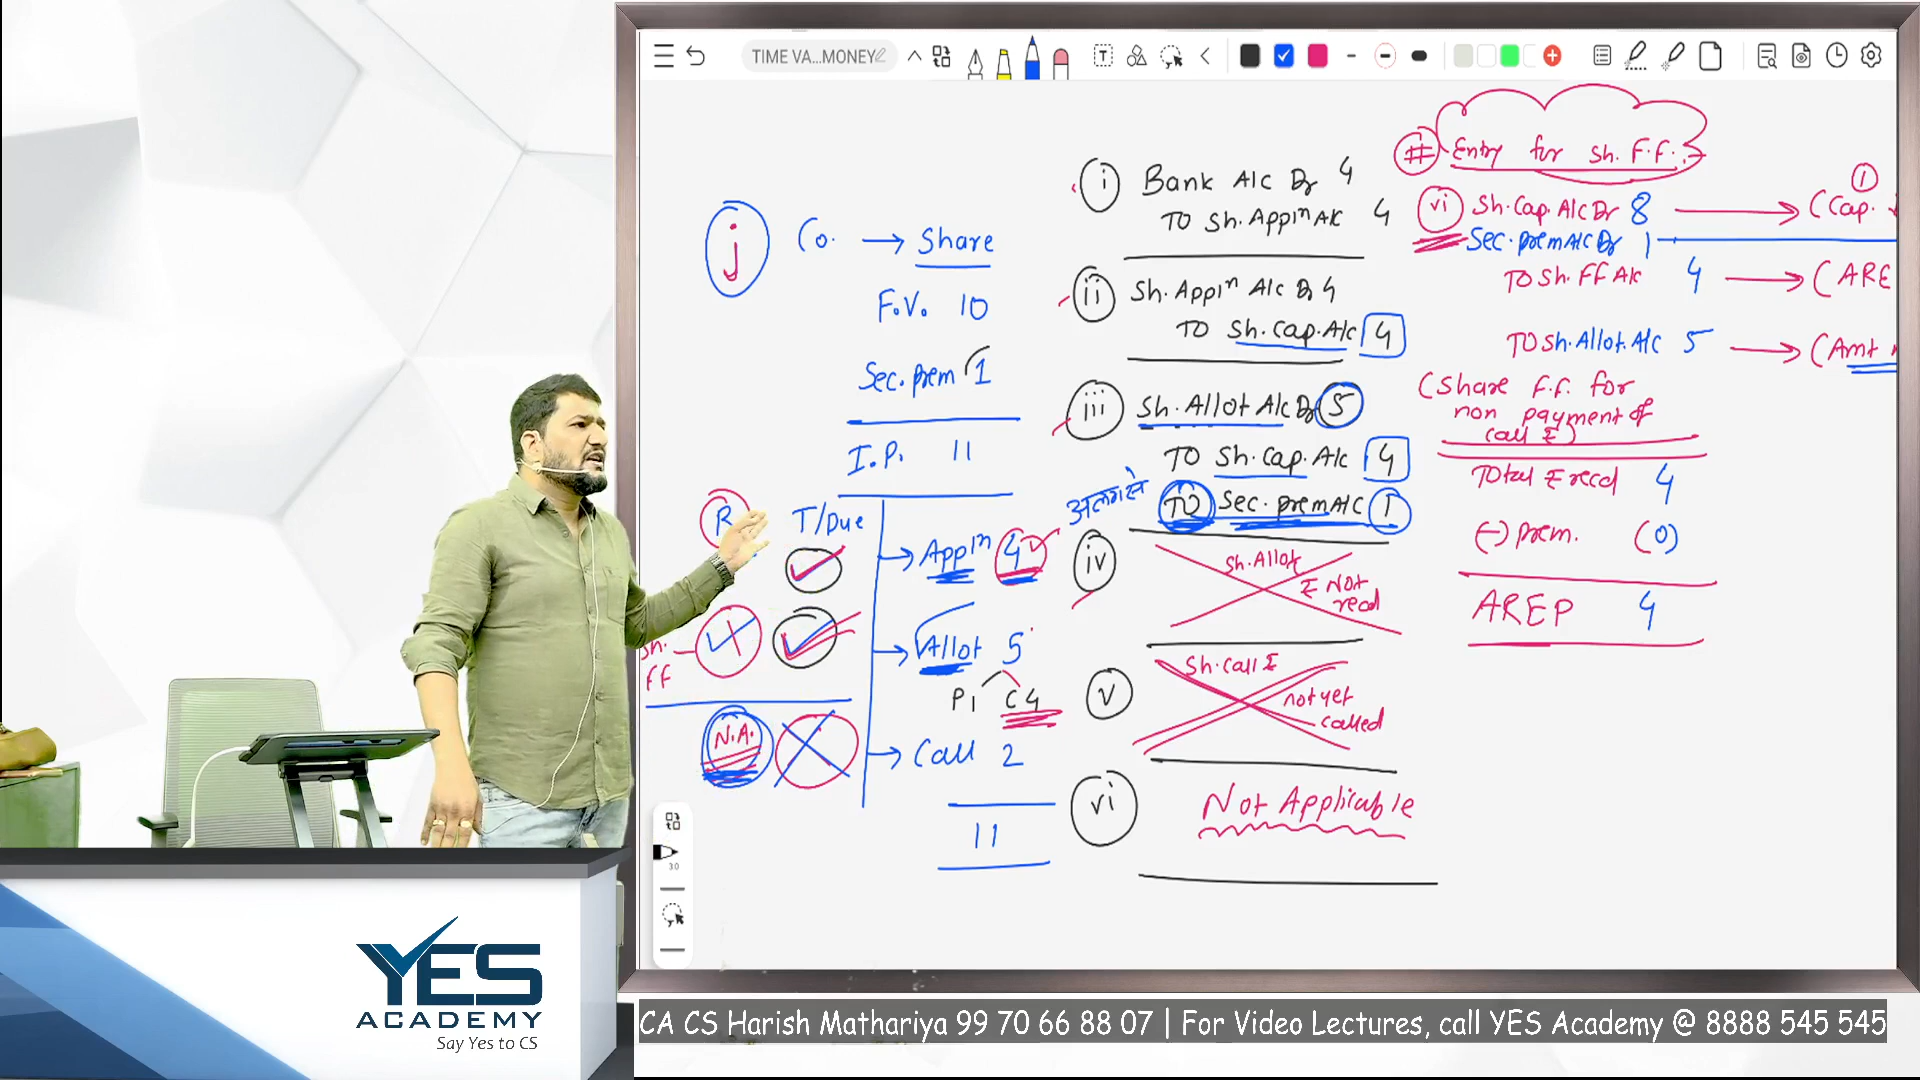 TIME VA...MONEY
j Co. → Share
F.V. 10
Sec. prem 1
I.P. 11
R T/Due
Appln 4
Allot 5
P1 C4
Sh. ff
N.A.
Call 2
11
30
i Bank A/c Dr 4
TO Sh. Appln A/c 4
ii Sh. Appln A/c Dr 4
TO Sh. Cap. A/c 4
iii Sh. Allot A/c Dr 5
TO Sh. Cap. A/c 4
अलग से TO Sec. prem A/c 1
iv Sh. Allot
Σ Not recd
v Sh. call Σ
not yet called
vi Not Applicable
# Entry for Sh. F.F.
1
vi Sh. Cap. A/c Dr 8 → (Cap.
Sec. prem A/c Dr 1
TO Sh. FF A/c 4 → (ARE
TO Sh. Allot. A/c 5 → (Amt
(Share F.F. for
non payment of
Call Σ)
Total Σ recd 4
(-) prem. (0)
AREP 4
YES
ACADEMY
Say Yes to CS
CA CS Harish Mathariya 99 70 66 88 07 | For Video Lectures, call YES Academy @ 8888 545 545